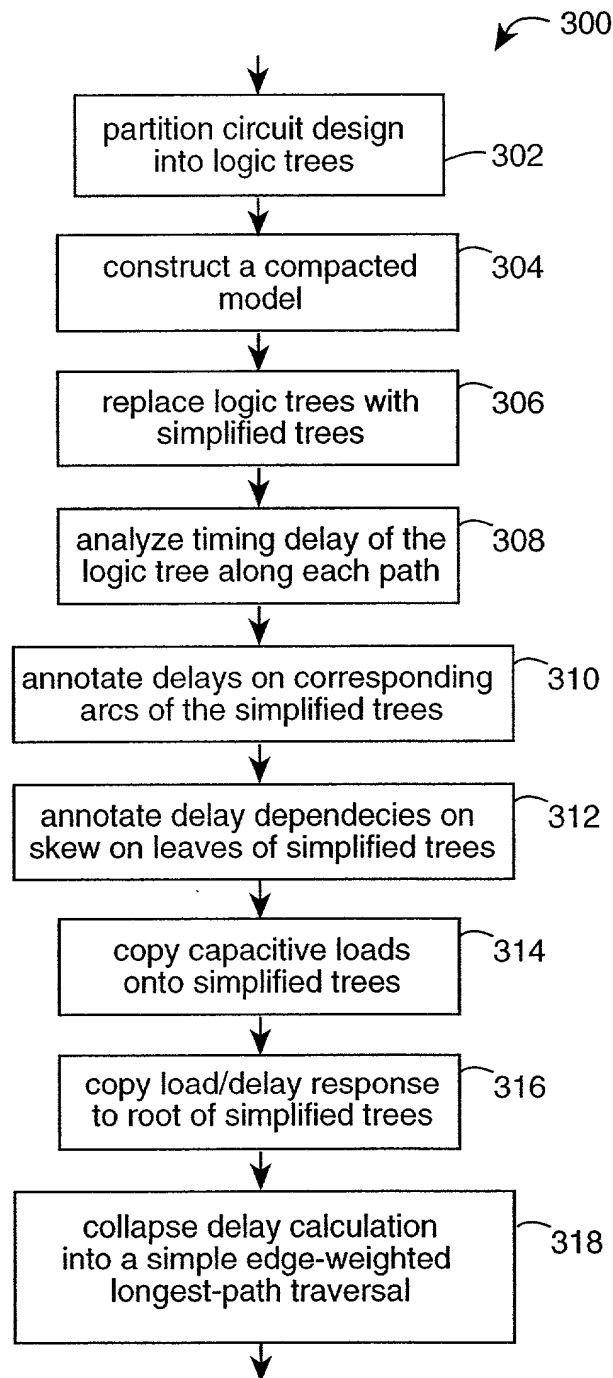 300
partition circuit design
into logic trees
302
construct a compacted
model
304
replace logic trees with
simplified trees
306
analyze timing delay of the
logic tree along each path
308
annotate delays on corresponding
arcs of the simplified trees
310
annotate delay dependecies on
skew on leaves of simplified trees
312
copy capacitive loads
onto simplified trees
314
copy load/delay response
to root of simplified trees
316
collapse delay calculation
into a simple edge-weighted
longest-path traversal
318